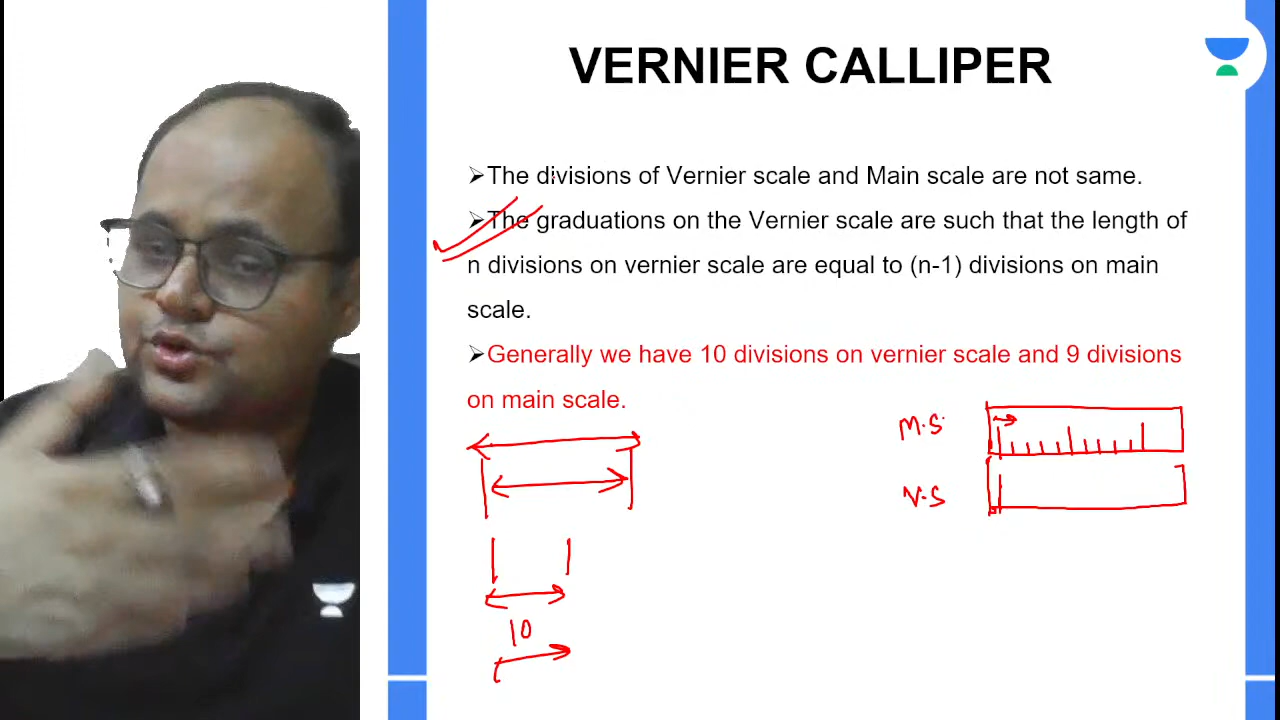 VERNIER CALLIPER
➢The divisions of Vernier scale and Main scale are not same.
➢The graduations on the Vernier scale are such that the length of
n divisions on vernier scale are equal to (n-1) divisions on main
scale.
➢Generally we have 10 divisions on vernier scale and 9 divisions
on main scale.
M.S.
V.S
10